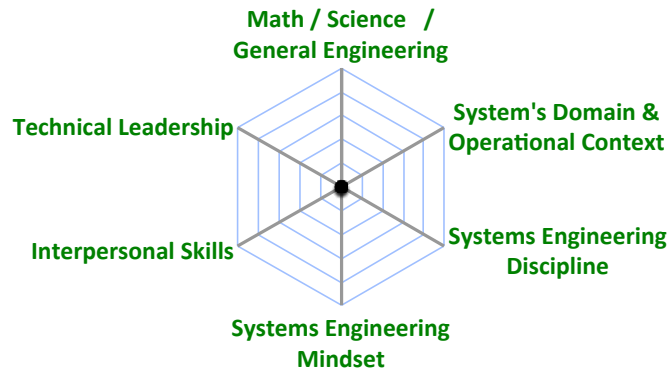 Math / Science /
General Engineering
System's Domain &
Operational Context
Systems Engineering
Discipline
Systems Engineering
Mindset
Interpersonal Skills
Technical Leadership